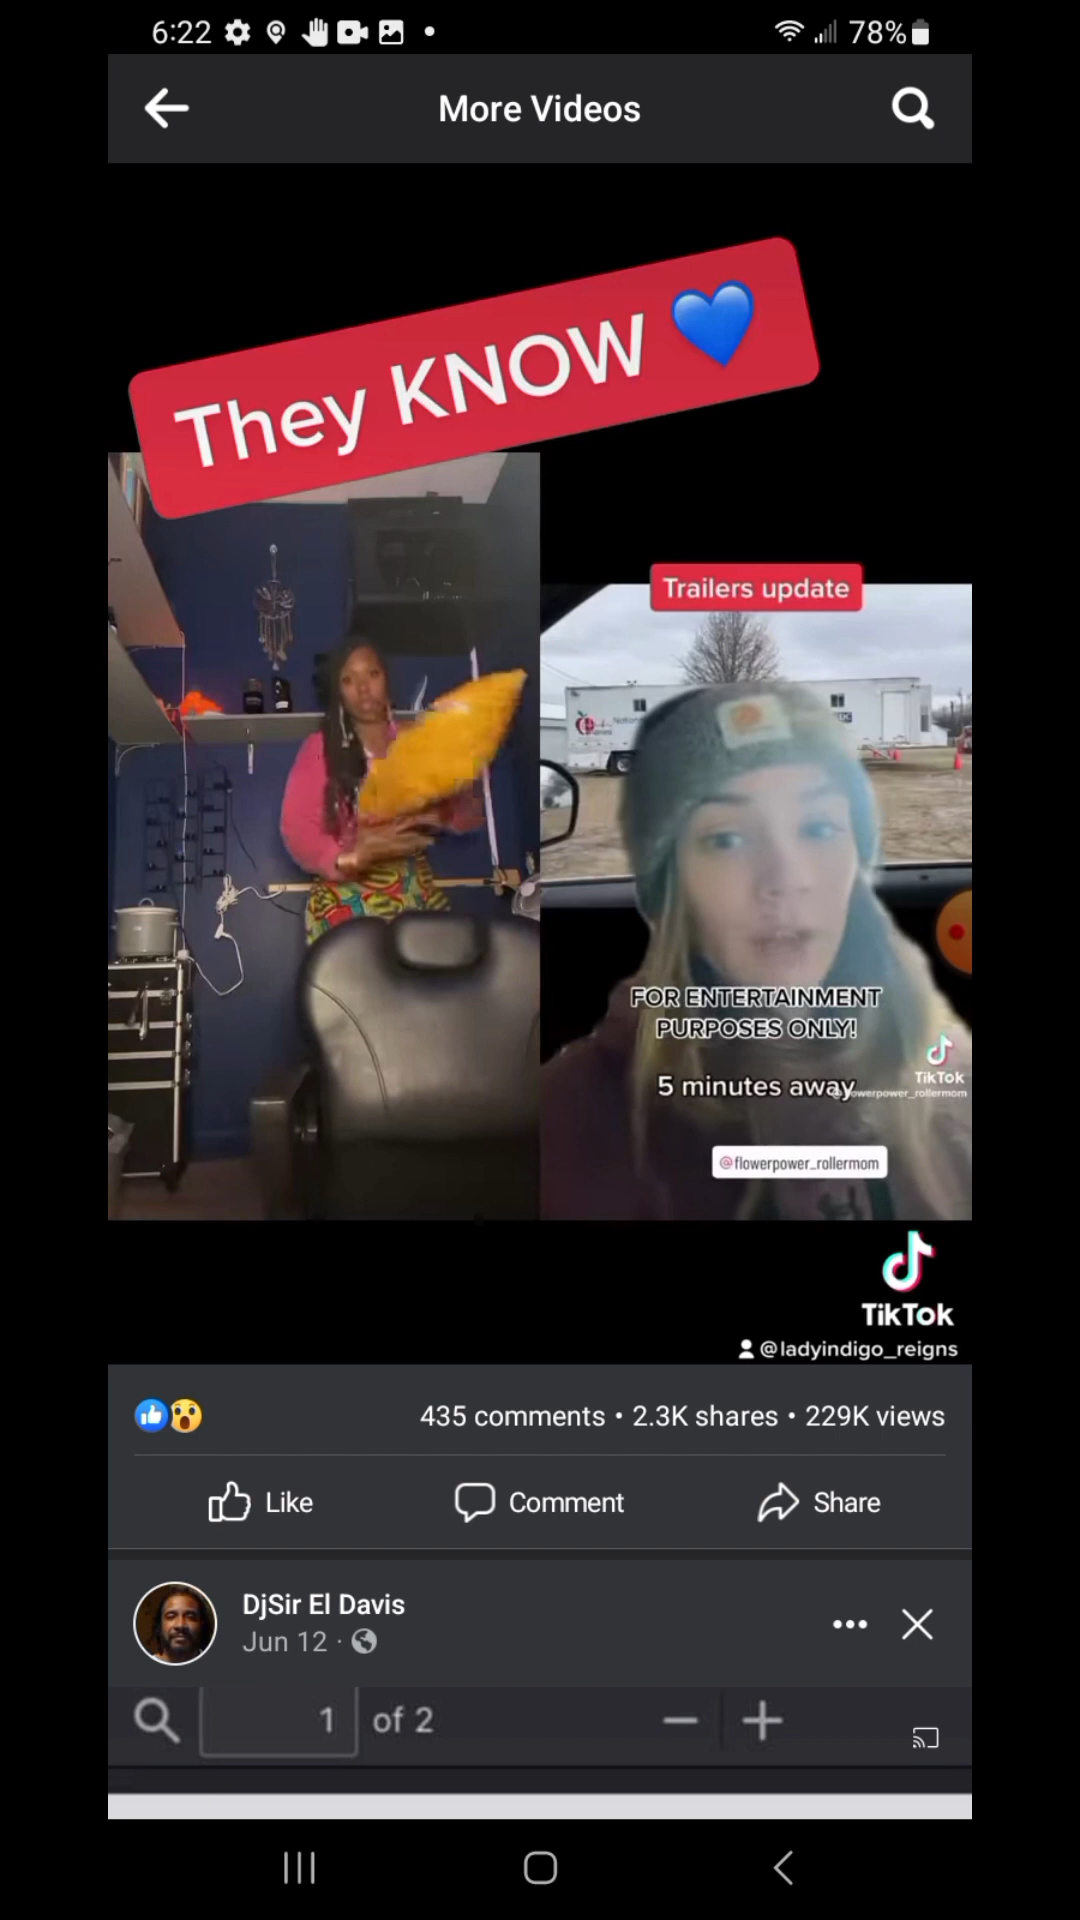 6:22
78%
More Videos
They KNOW 💙
Trailers update
FOR ENTERTAINMENT
PURPOSES ONLY!
TikTok
5 minutes away
@flowerpower_rollermom
TikTok
@ladyindigo_reigns
435 comments • 2.3K shares • 229K views
Like
Comment
Share
DjSir El Davis
Jun 12 ·
1 of 2